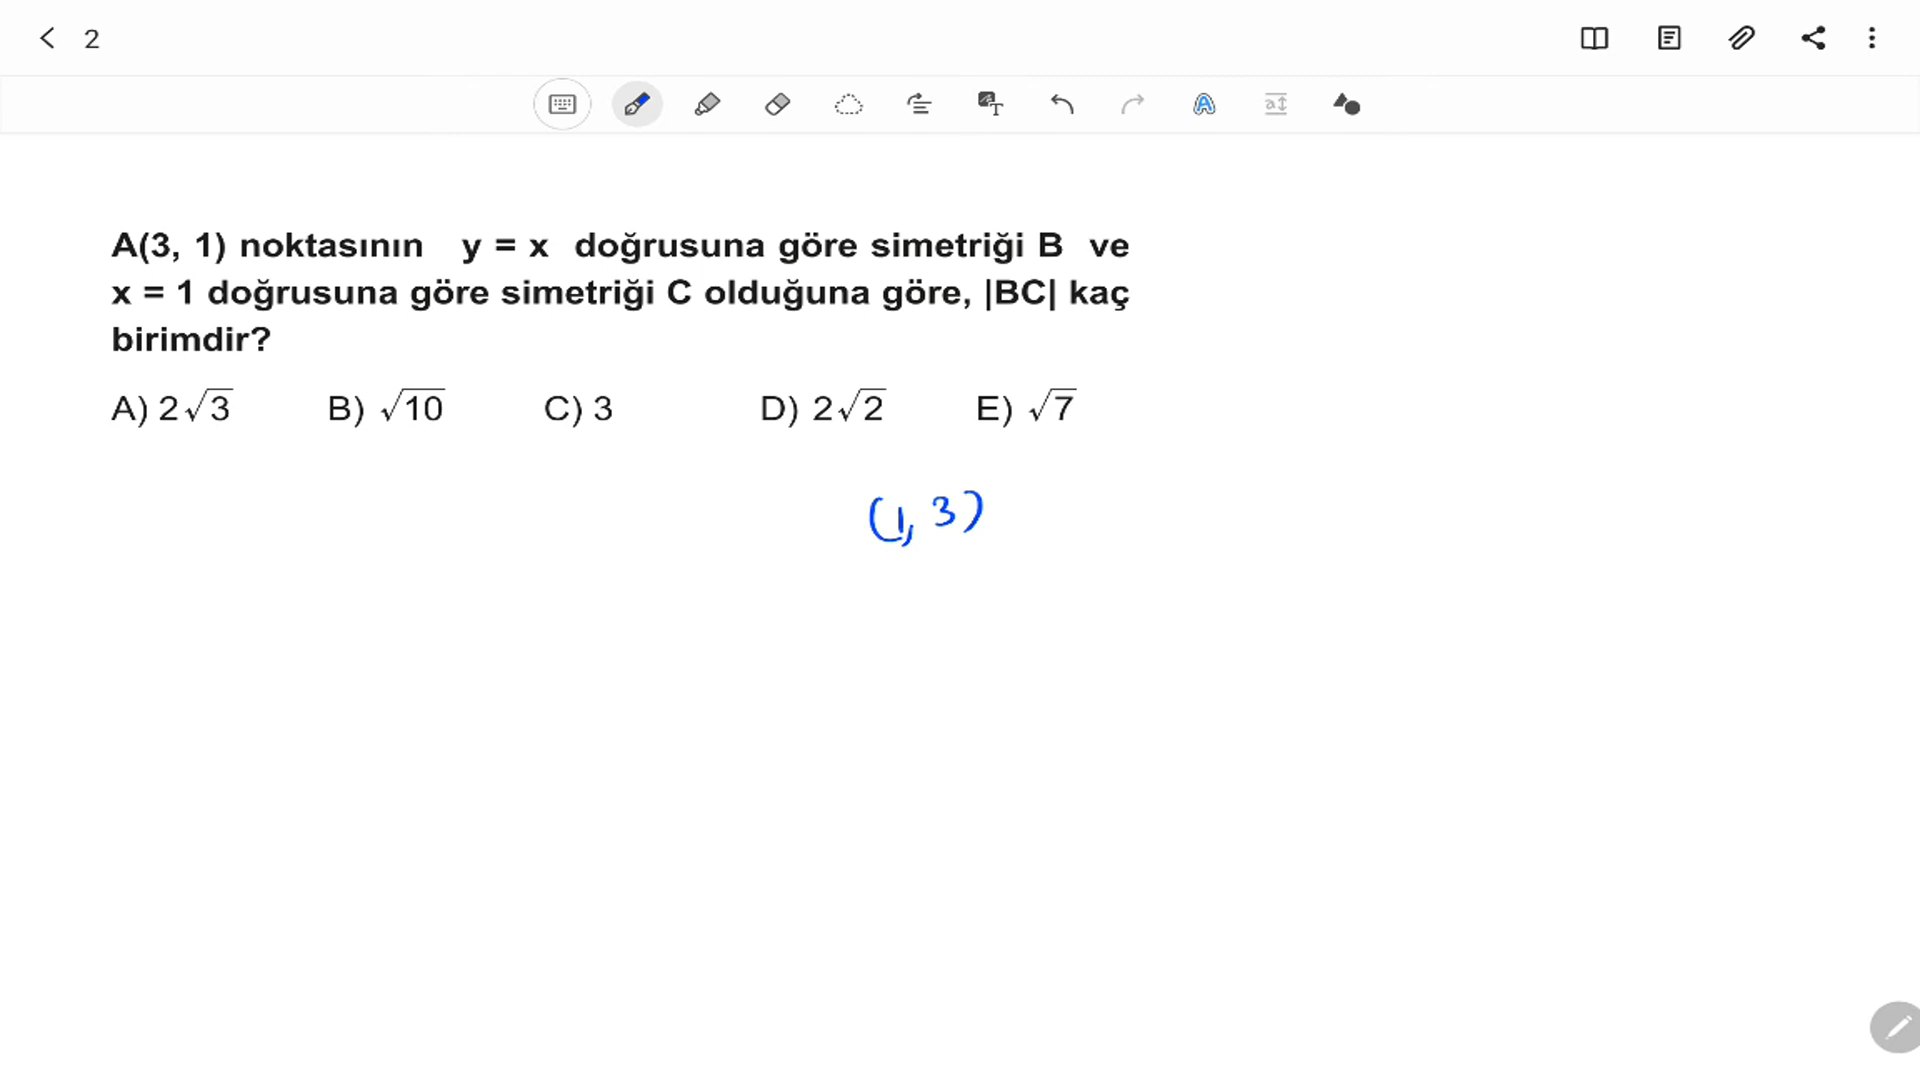 2
A(3, 1) noktasının y = x doğrusuna göre simetriği B ve
x = 1 doğrusuna göre simetriği C olduğuna göre, |BC| kaç
birimdir?
A) 2√3 B) √10 C) 3 D) 2√2 E) √7
(1, 3)